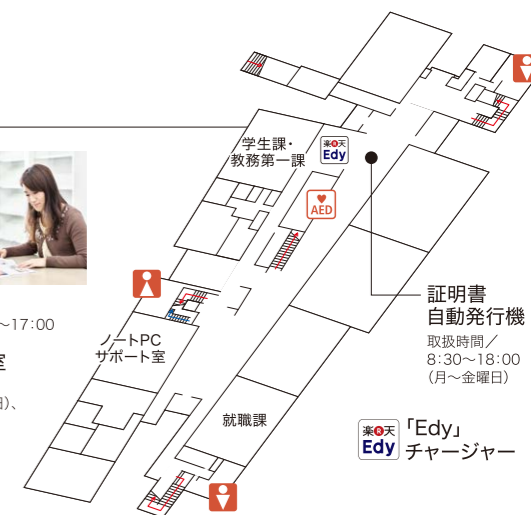 学生課・
教務第一課
楽天
Edy
AED
～17:00
ノートPC
サポート室
室
日)、
就職課
証明書
自動発行機
取扱時間／
8:30～18:00
（月～金曜日）
楽天
Edy
「Edy」
チャージャー